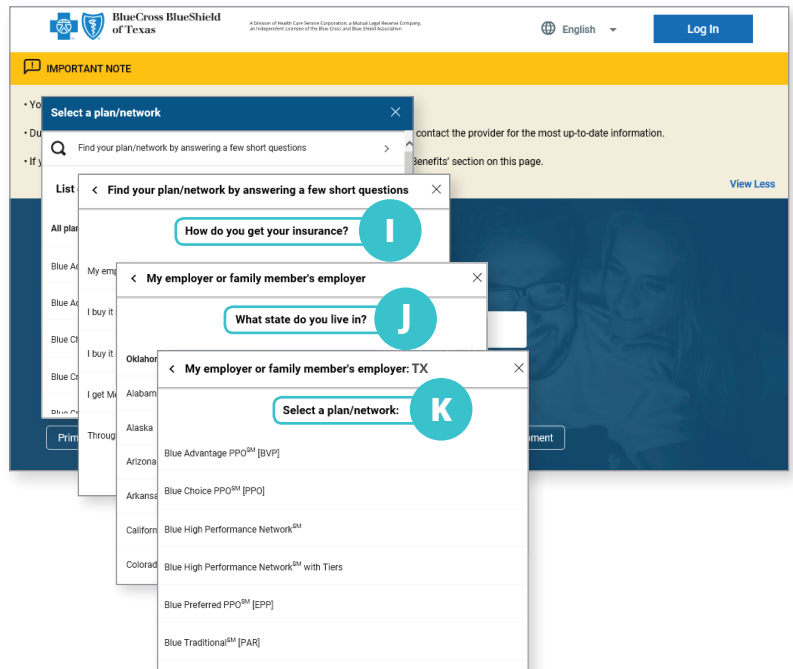 BlueCross BlueShield
of Texas
A Division of Health Care Service Corporation, a Mutual Legal Reserve Company,
an Independent Licensee of the Blue Cross and Blue Shield Association
English
Log In
IMPORTANT NOTE
• Yo
• Du
contact the provider for the most up-to-date information.
• If y
Benefits' section on this page.
View Less
Select a plan/network
Find your plan/network by answering a few short questions
List
All plan
Blue Ad
Blue Ad
Blue Ch
Blue Cr
Prim
ment
Find your plan/network by answering a few short questions
How do you get your insurance?
I
My emp
I buy it
I buy it
I get Me
Through
My employer or family member's employer
What state do you live in?
J
Oklahom
Alabam
Alaska
Arizona
Arkansa
Californ
Colorad
My employer or family member's employer: TX
Select a plan/network:
K
Blue Advantage PPO℠ [BVP]
Blue Choice PPO℠ [PPO]
Blue High Performance Network℠
Blue High Performance Network℠ with Tiers
Blue Preferred PPO℠ [EPP]
Blue Traditional℠ [PAR]